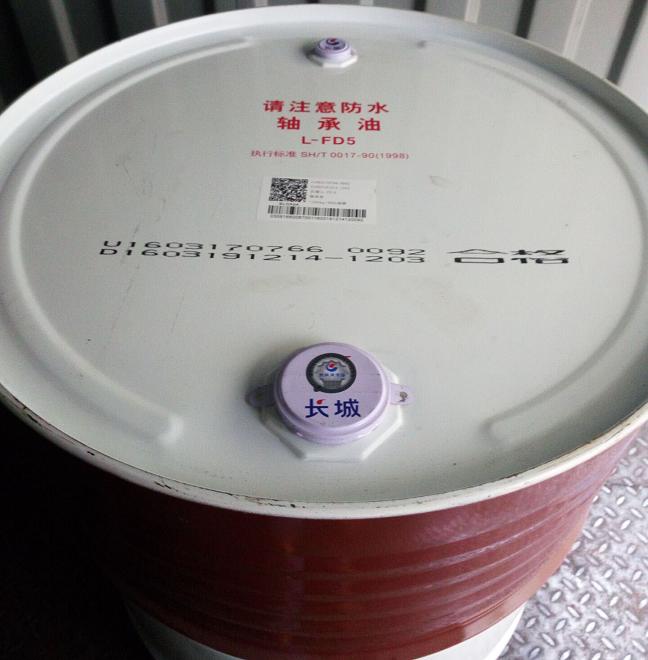 请注意防水
轴承油
L-FD5
执行标准 SH/T 0017-90(1998)
U1603170766 0092 合格
D1603191214-1203
长城